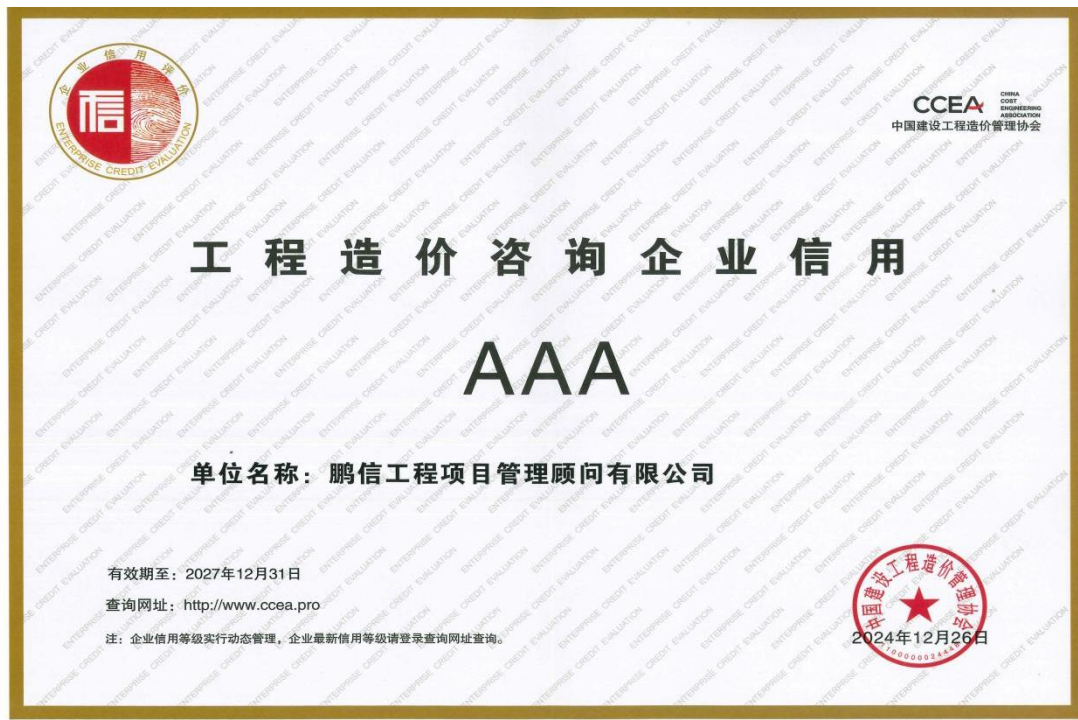 企业信用评价
ENTERPRISE CREDIT EVALUATION
信
CCEA
CHINA
COST
ENGINEERING
ASSOCIATION
中国建设工程造价管理协会
工程造价咨询企业信用
AAA
单位名称：鹏信工程项目管理顾问有限公司
有效期至：2027年12月31日
查询网址：http://www.ccea.pro
注：企业信用等级实行动态管理，企业最新信用等级请登录查询网址查询。
中国建设工程造价管理协会
2024年12月26日